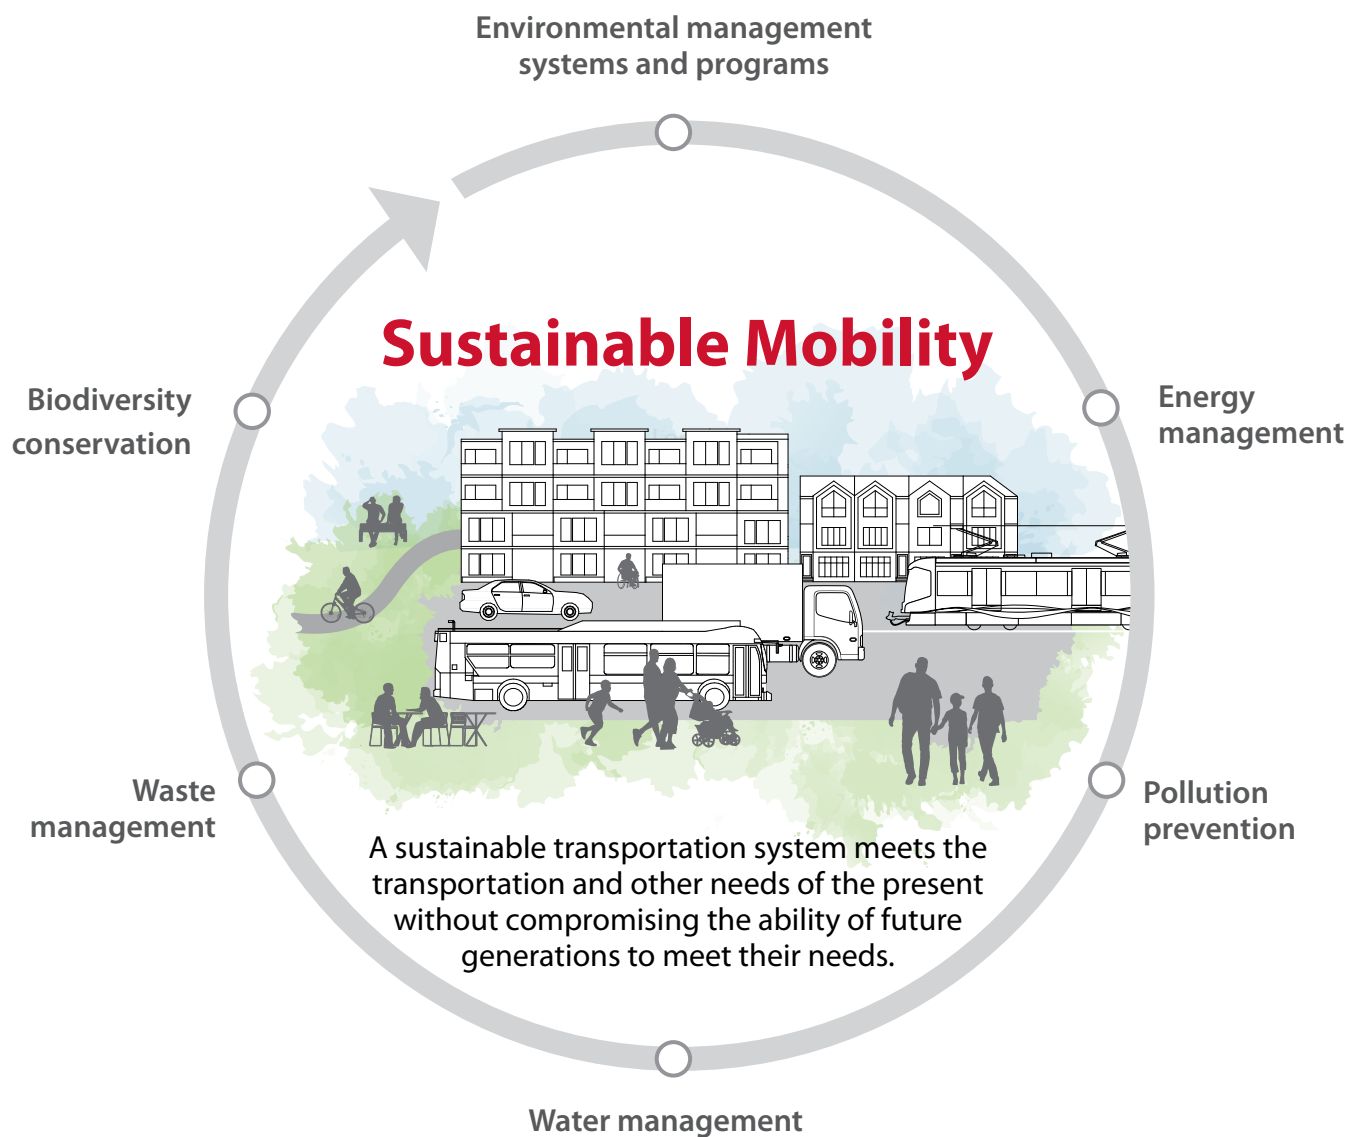 Environmental management
systems and programs
Sustainable Mobility
Biodiversity
conservation
Energy
management
Waste
management
Pollution
prevention
A sustainable transportation system meets the
transportation and other needs of the present
without compromising the ability of future
generations to meet their needs.
Water management